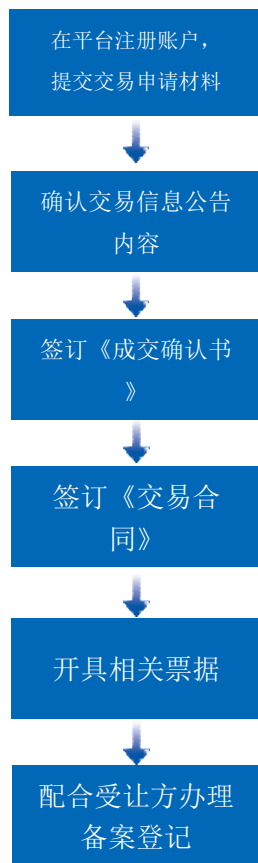 在平台注册账户，
提交交易申请材料
确认交易信息公告
内容
签订《成交确认书
》
签订《交易合
同》
开具相关票据
配合受让方办理
备案登记